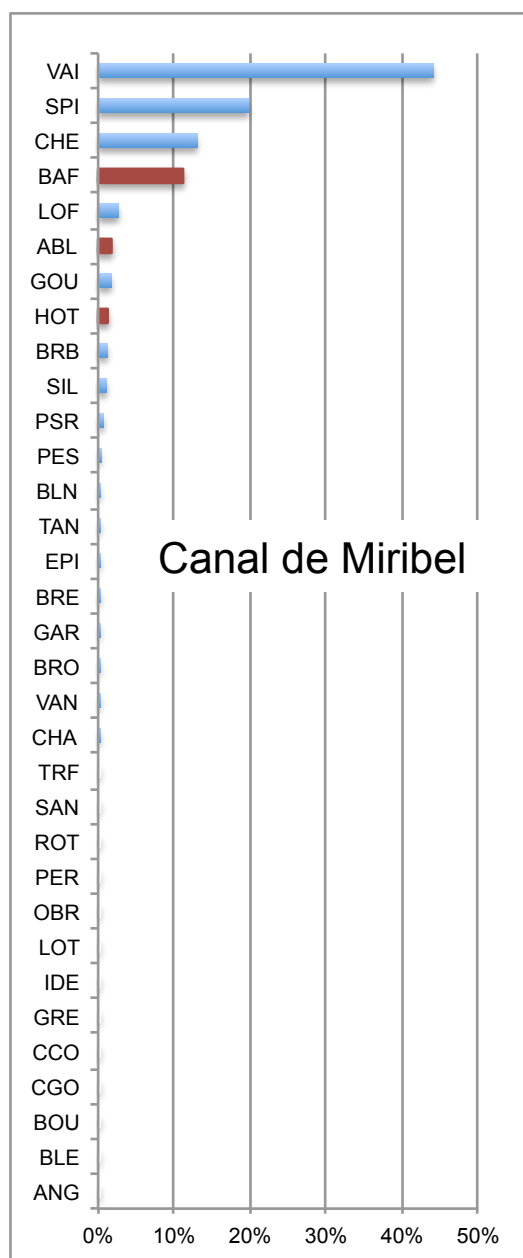 VAI
SPI
CHE
BAF
LOF
ABL
GOU
HOT
BRB
SIL
PSR
PES
BLN
TAN
EPI
Canal de Miribel
BRE
GAR
BRO
VAN
CHA
TRF
SAN
ROT
PER
OBR
LOT
IDE
GRE
CCO
CGO
BOU
BLE
ANG
0% 10% 20% 30% 40% 50%